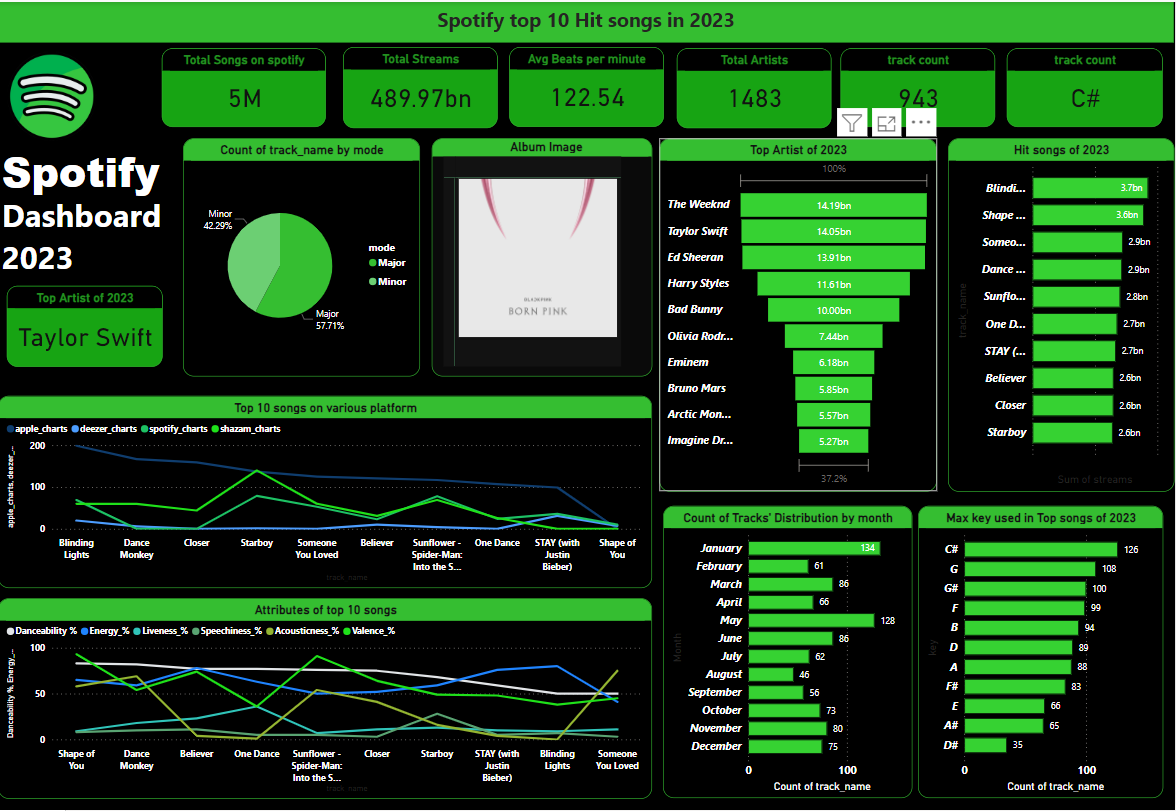 Spotify top 10 Hit songs in 2023
Total Songs on spotify
5M
Total Streams
489.97bn
Avg Beats per minute
122.54
Total Artists
1483
track count
943
track count
C#
Spotify
Dashboard
2023
Top Artist of 2023
Taylor Swift
Count of track_name by mode
Minor
42.29%
Major
57.71%
mode
Major
Minor
Album Image
BLACKPINK
BORN PINK
Top Artist of 2023
100%
The Weeknd 14.19bn
Taylor Swift 14.05bn
Ed Sheeran 13.91bn
Harry Styles 11.61bn
Bad Bunny 10.00bn
Olivia Rodr... 7.44bn
Eminem 6.18bn
Bruno Mars 5.85bn
Arctic Mon... 5.57bn
Imagine Dr... 5.27bn
37.2%
Hit songs of 2023
track_name
Blindi... 3.7bn
Shape ... 3.6bn
Someo... 2.9bn
Dance ... 2.9bn
Sunflo... 2.8bn
One D... 2.7bn
STAY (... 2.7bn
Believer 2.6bn
Closer 2.6bn
Starboy 2.6bn
Sum of streams
Top 10 songs on various platform
apple_charts deezer_charts spotify_charts shazam_charts
apple_charts, deezer_...
200
100
0
Blinding
Lights
Dance
Monkey
Closer
Starboy
Someone
You Loved
Believer
Sunflower -
Spider-Man:
Into the S...
One Dance
STAY (with
Justin
Bieber)
Shape of
You
track_name
Attributes of top 10 songs
Danceability % Energy_% Liveness_% Speechiness_% Acousticness_% Valence_%
Danceability %, Energy_...
100
50
0
Shape of
You
Dance
Monkey
Believer
One Dance
Sunflower -
Spider-Man:
Into the S...
Closer
Starboy
STAY (with
Justin
Bieber)
Blinding
Lights
Someone
You Loved
track_name
Count of Tracks' Distribution by month
Month
January 134
February 61
March 86
April 66
May 128
June 86
July 62
August 46
September 56
October 73
November 80
December 75
0 100
Count of track_name
Max key used in Top songs of 2023
key
C# 126
G 108
G# 100
F 99
B 94
D 89
A 88
F# 83
E 66
A# 65
D# 35
0 100
Count of track_name